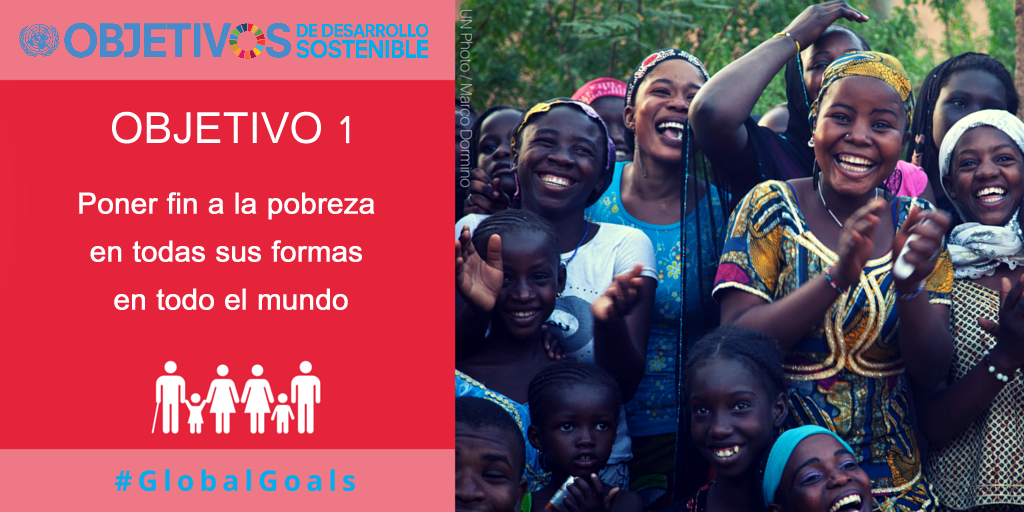 OBJETIVOS DE DESARROLLO
SOSTENIBLE
OBJETIVO 1
Poner fin a la pobreza
en todas sus formas
en todo el mundo
#GlobalGoals
UN Photo / Marco Dormino